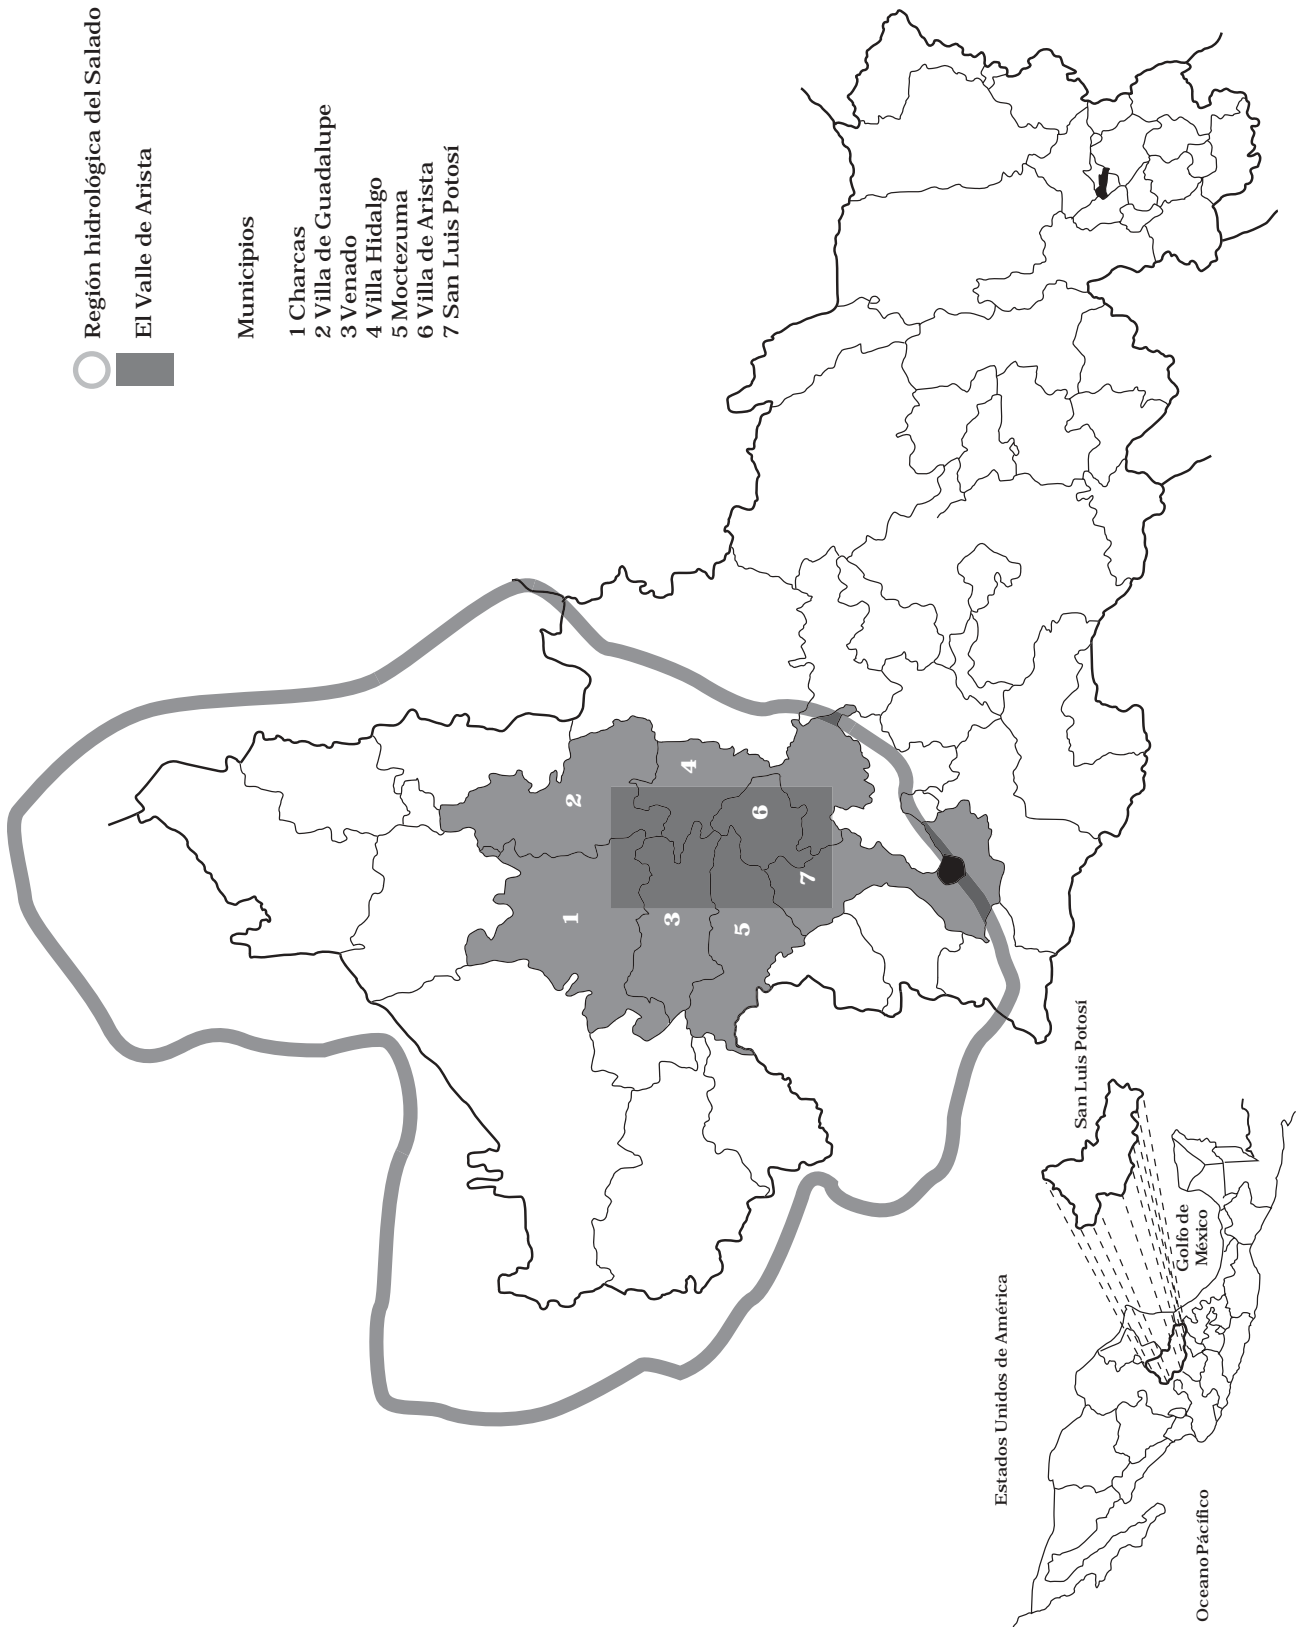 Región hidrológica del Salado
El Valle de Arista
Municipios
1 Charcas
2 Villa de Guadalupe
3 Venado
4 Villa Hidalgo
5 Moctezuma
6 Villa de Arista
7 San Luis Potosí
1
2
3
4
5
6
7
San Luis Potosí
Estados Unidos de América
Golfo de
México
Oceano Pácífico